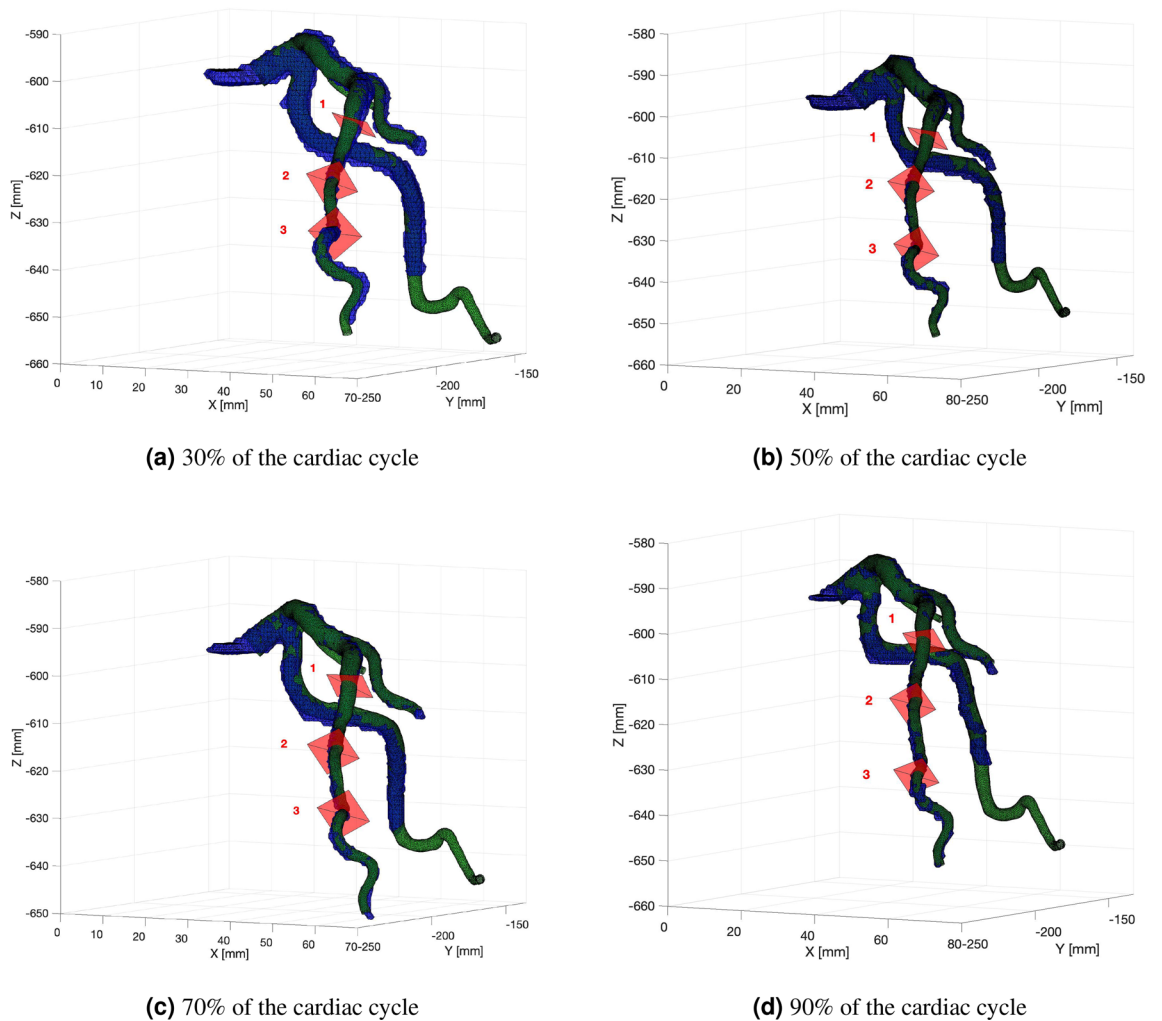 -590
-600
-610
-620
-630
-640
-650
-660
Z [mm]
1
2
3
0 10 20 30 40 50 60 70-250
-200
-150
X [mm]
Y [mm]
(a) 30% of the cardiac cycle
-580
-590
-600
-610
-620
-630
-640
-650
-660
Z [mm]
1
2
3
0 20 40 60 80-250
-200
-150
X [mm]
Y [mm]
(b) 50% of the cardiac cycle
-580
-590
-600
-610
-620
-630
-640
-650
Z [mm]
1
2
3
0 10 20 30 40 50 60 70-250
-200
-150
X [mm]
Y [mm]
(c) 70% of the cardiac cycle
-580
-590
-600
-610
-620
-630
-640
-650
-660
Z [mm]
1
2
3
0 20 40 60 80-250
-200
-150
X [mm]
Y [mm]
(d) 90% of the cardiac cycle